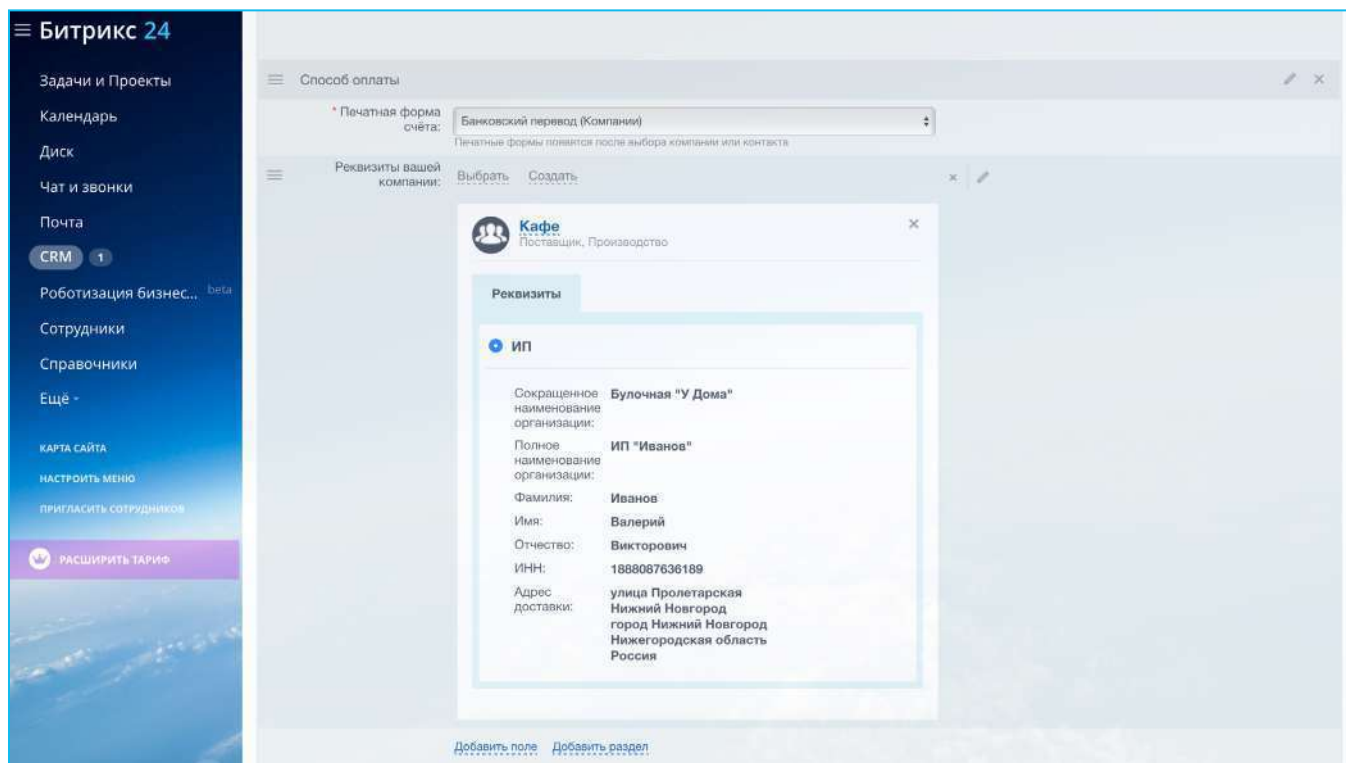 Битрикс 24
Задачи и Проекты
Календарь
Диск
Чат и звонки
Почта
CRM 1
Роботизация бизнес... beta
Сотрудники
Справочники
Ещё
КАРТА САЙТА
НАСТРОИТЬ МЕНЮ
ПРИГЛАСИТЬ СОТРУДНИКОВ
РАСШИРИТЬ ТАРИФ
Способ оплаты
* Печатная форма
счёта:
Банковский перевод (Компании)
Печатные формы появятся после выбора компании или контакта
Реквизиты вашей
компании:
Выбрать Создать
Кафе
Поставщик, Производство
Реквизиты
ИП
Сокращенное
наименование
организации:
Булочная "У Дома"
Полное
наименование
организации:
ИП "Иванов"
Фамилия: Иванов
Имя: Валерий
Отчество: Викторович
ИНН: 1888087636189
Адрес
доставки:
улица Пролетарская
Нижний Новгород
город Нижний Новгород
Нижегородская область
Россия
Добавить поле Добавить раздел